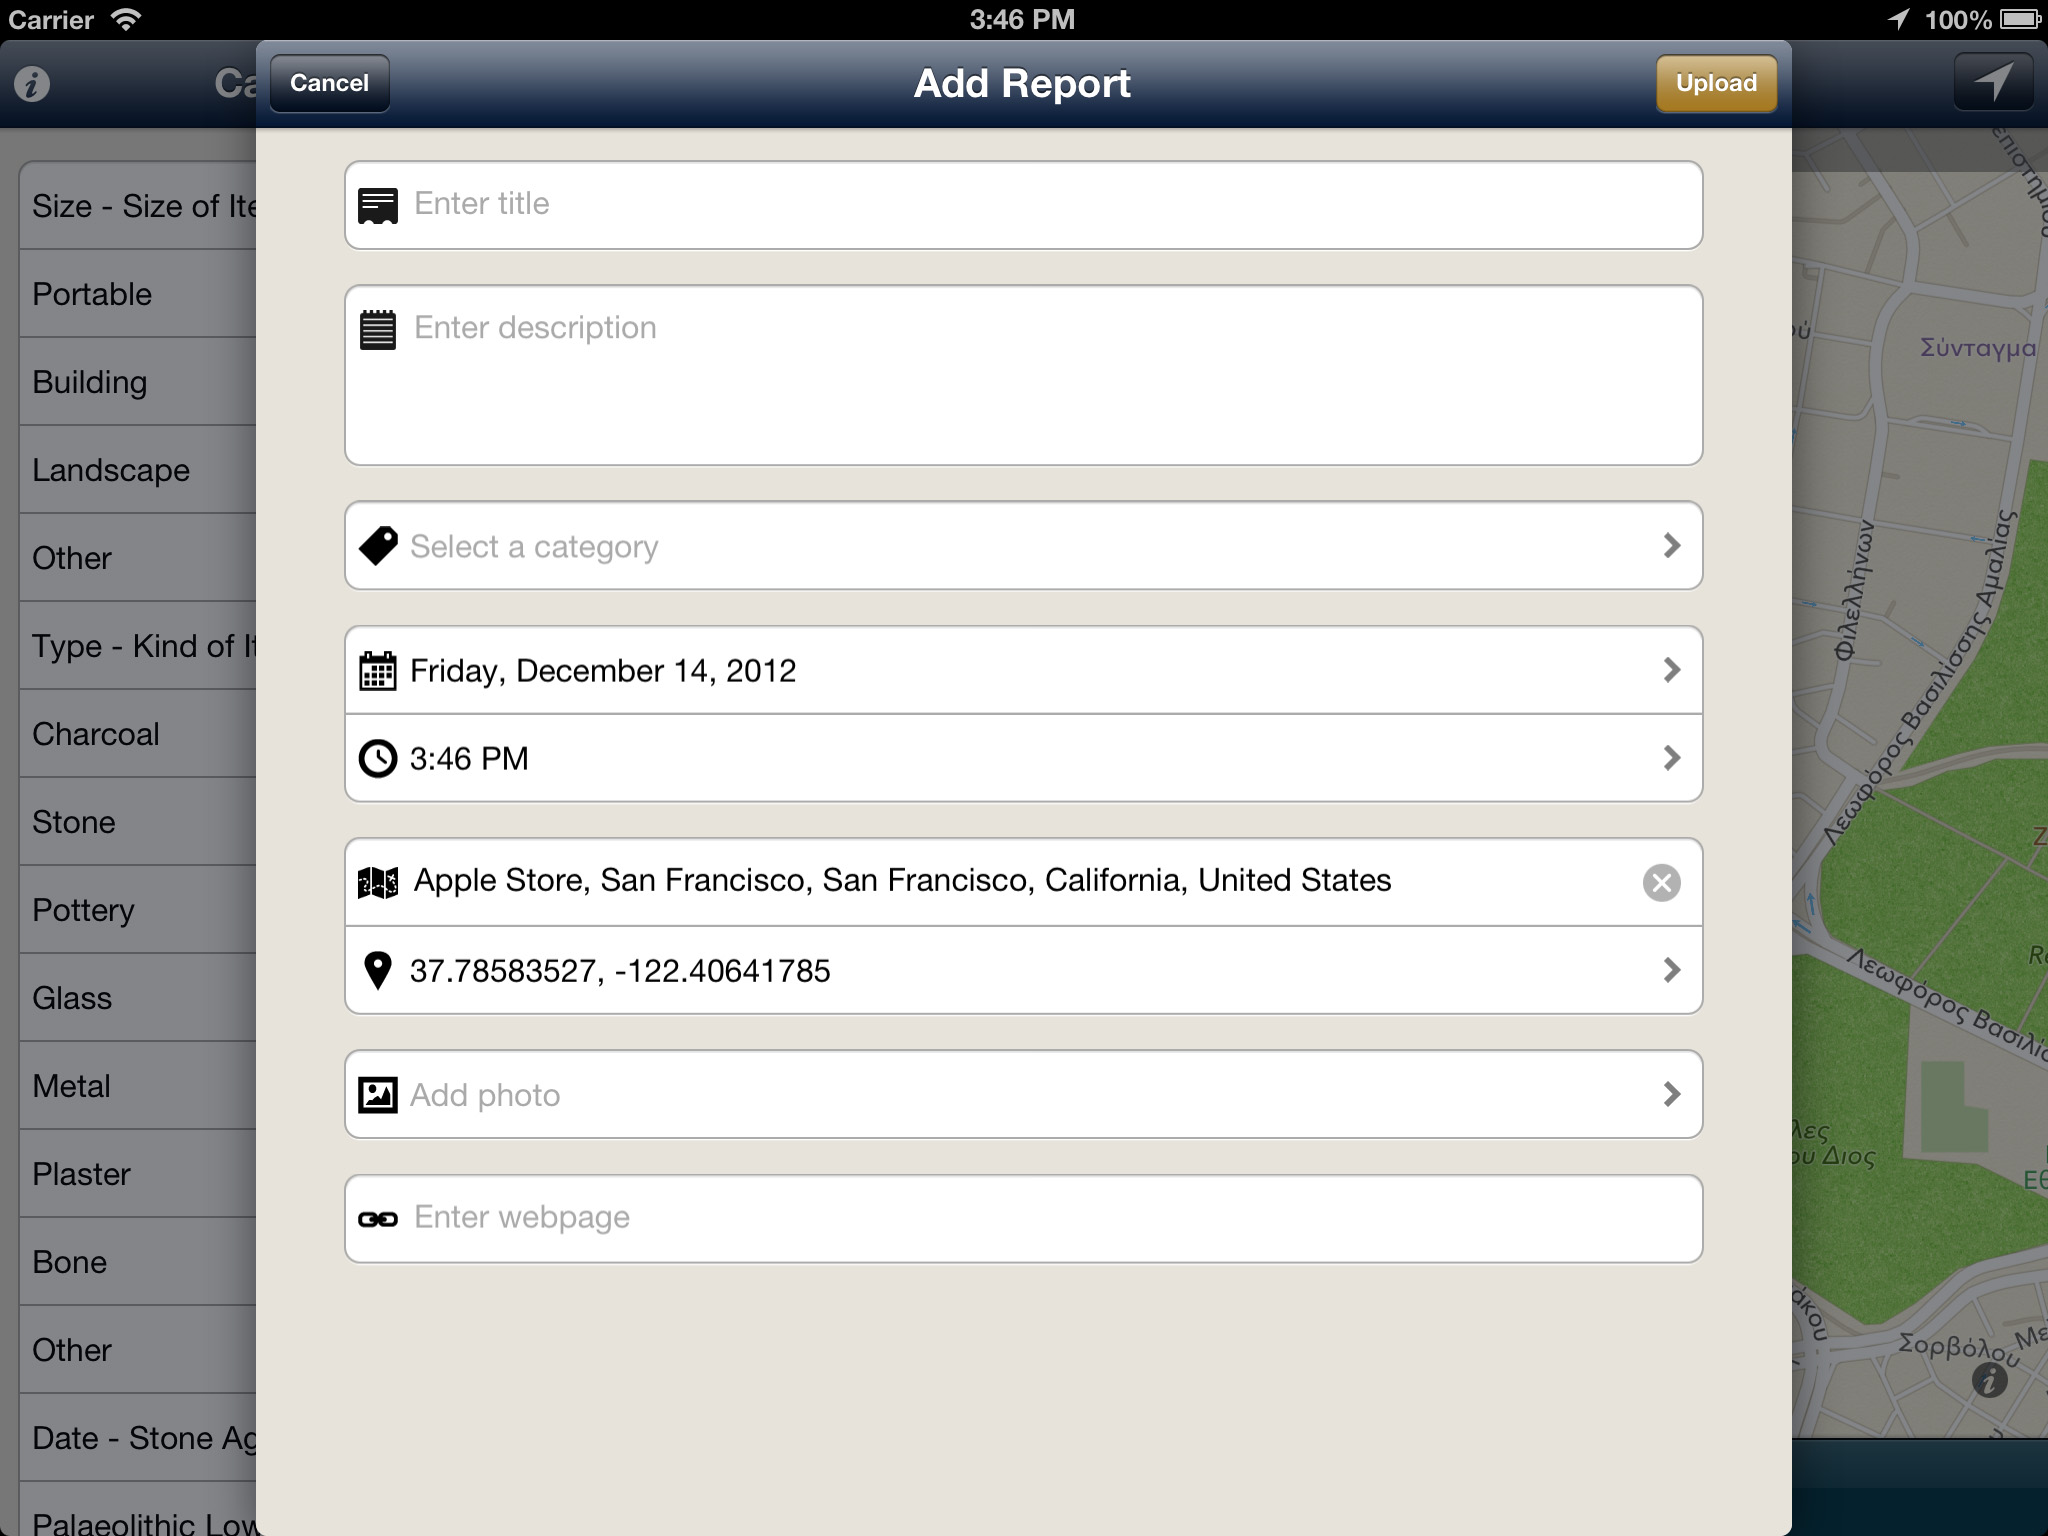 Carrier
3:46 PM
100%
Cancel
Add Report
Upload
Size - Size of Ite
Portable
Building
Landscape
Other
Type - Kind of It
Charcoal
Stone
Pottery
Glass
Metal
Plaster
Bone
Other
Date - Stone Ag
Palaeolithic Low
Enter title
Enter description
Select a category
Friday, December 14, 2012
3:46 PM
Apple Store, San Francisco, San Francisco, California, United States
37.78583527, -122.40641785
Add photo
Enter webpage
Σύνταγμα
Φιλελλήνων
Λεωφόρος Βασιλίσσης Αμαλίας
Λεωφόρος Βασιλί
ου Διος
Σορβόλου